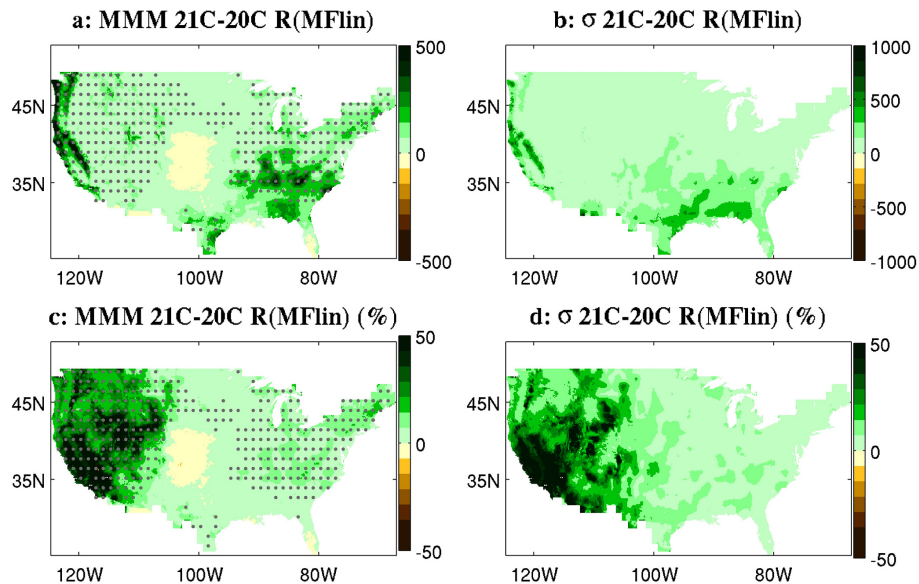 a: MMM 21C-20C R(MFlin)
b: σ 21C-20C R(MFlin)
500
1000
45N
45N
500
0
0
35N
35N
-500
-500
-1000
120W 100W 80W
120W 100W 80W
c: MMM 21C-20C R(MFlin) (%)
d: σ 21C-20C R(MFlin) (%)
50
50
45N
45N
0
0
35N
35N
-50
-50
120W 100W 80W
120W 100W 80W